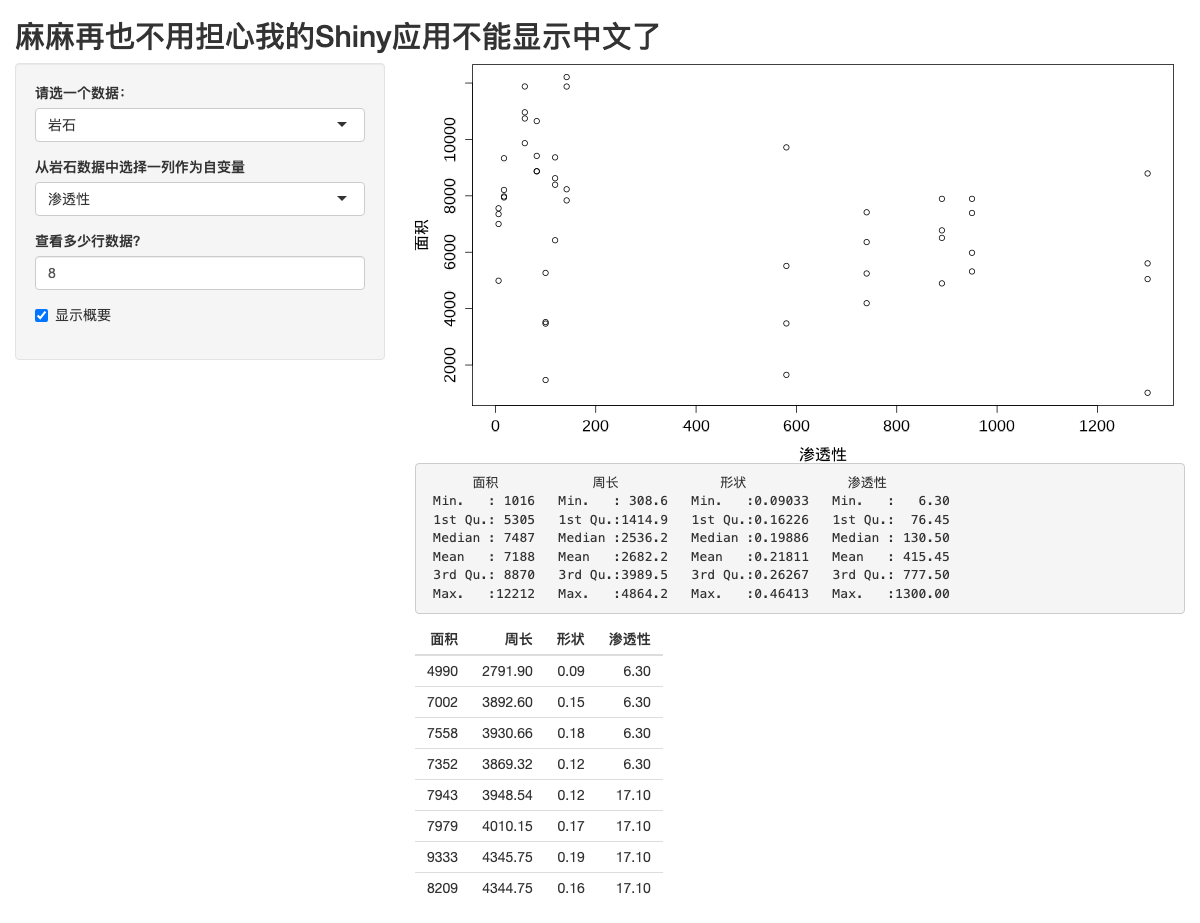 麻麻再也不用担心我的Shiny应用不能显示中文了
请选一个数据：
岩石
从岩石数据中选择一列作为自变量
渗透性
查看多少行数据?
8
显示概要
面积
10000
8000
6000
4000
2000
0 200 400 600 800 1000 1200
渗透性
面积 周长 形状 渗透性
Min. : 1016 Min. : 308.6 Min. :0.09033 Min. : 6.30
1st Qu.: 5305 1st Qu.:1414.9 1st Qu.:0.16226 1st Qu.: 76.45
Median : 7487 Median :2536.2 Median :0.19886 Median : 130.50
Mean : 7188 Mean :2682.2 Mean :0.21811 Mean : 415.45
3rd Qu.: 8870 3rd Qu.:3989.5 3rd Qu.:0.26267 3rd Qu.: 777.50
Max. :12212 Max. :4864.2 Max. :0.46413 Max. :1300.00
面积 周长 形状 渗透性
4990 2791.90 0.09 6.30
7002 3892.60 0.15 6.30
7558 3930.66 0.18 6.30
7352 3869.32 0.12 6.30
7943 3948.54 0.12 17.10
7979 4010.15 0.17 17.10
9333 4345.75 0.19 17.10
8209 4344.75 0.16 17.10